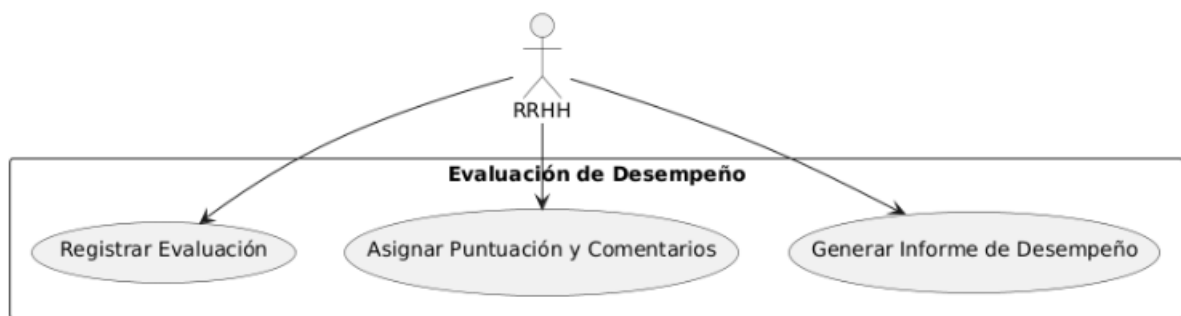 RRHH
Evaluación de Desempeño
Registrar Evaluación
Asignar Puntuación y Comentarios
Generar Informe de Desempeño